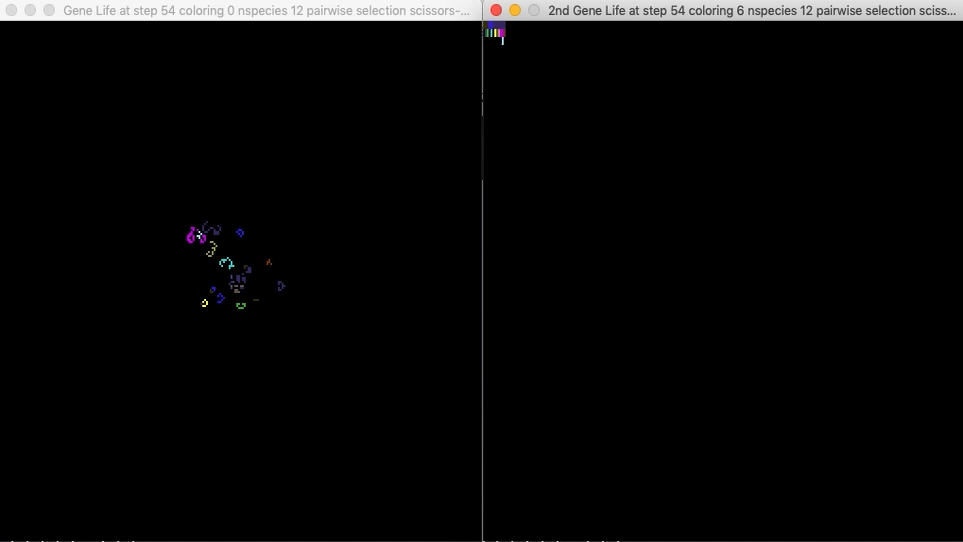 Gene Life at step 54 coloring 0 nspecies 12 pairwise selection scissors-...
2nd Gene Life at step 54 coloring 6 nspecies 12 pairwise selection sciss...